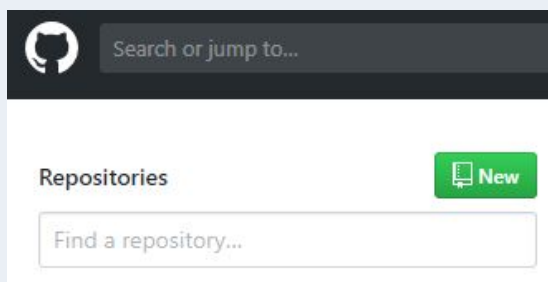 Search or jump to...
Repositories
New
Find a repository...